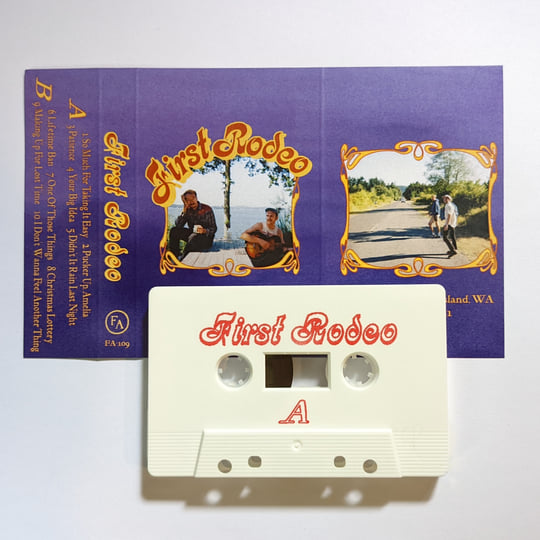 B
6 Lifetime Ban 7 One Of Those Things 8 Christmas Lottery
9 Making Up For Lost Time 10 I Don't Wanna Feel Another Thing
A
1 So Much For Taking It Easy 2 Pucker Up, Amelia
3 Patience 4 Your Big Idea 5 Didn't It Rain Last Night
First Rodeo
FA
FA 109
First Rodeo
WA
First Rodeo
A